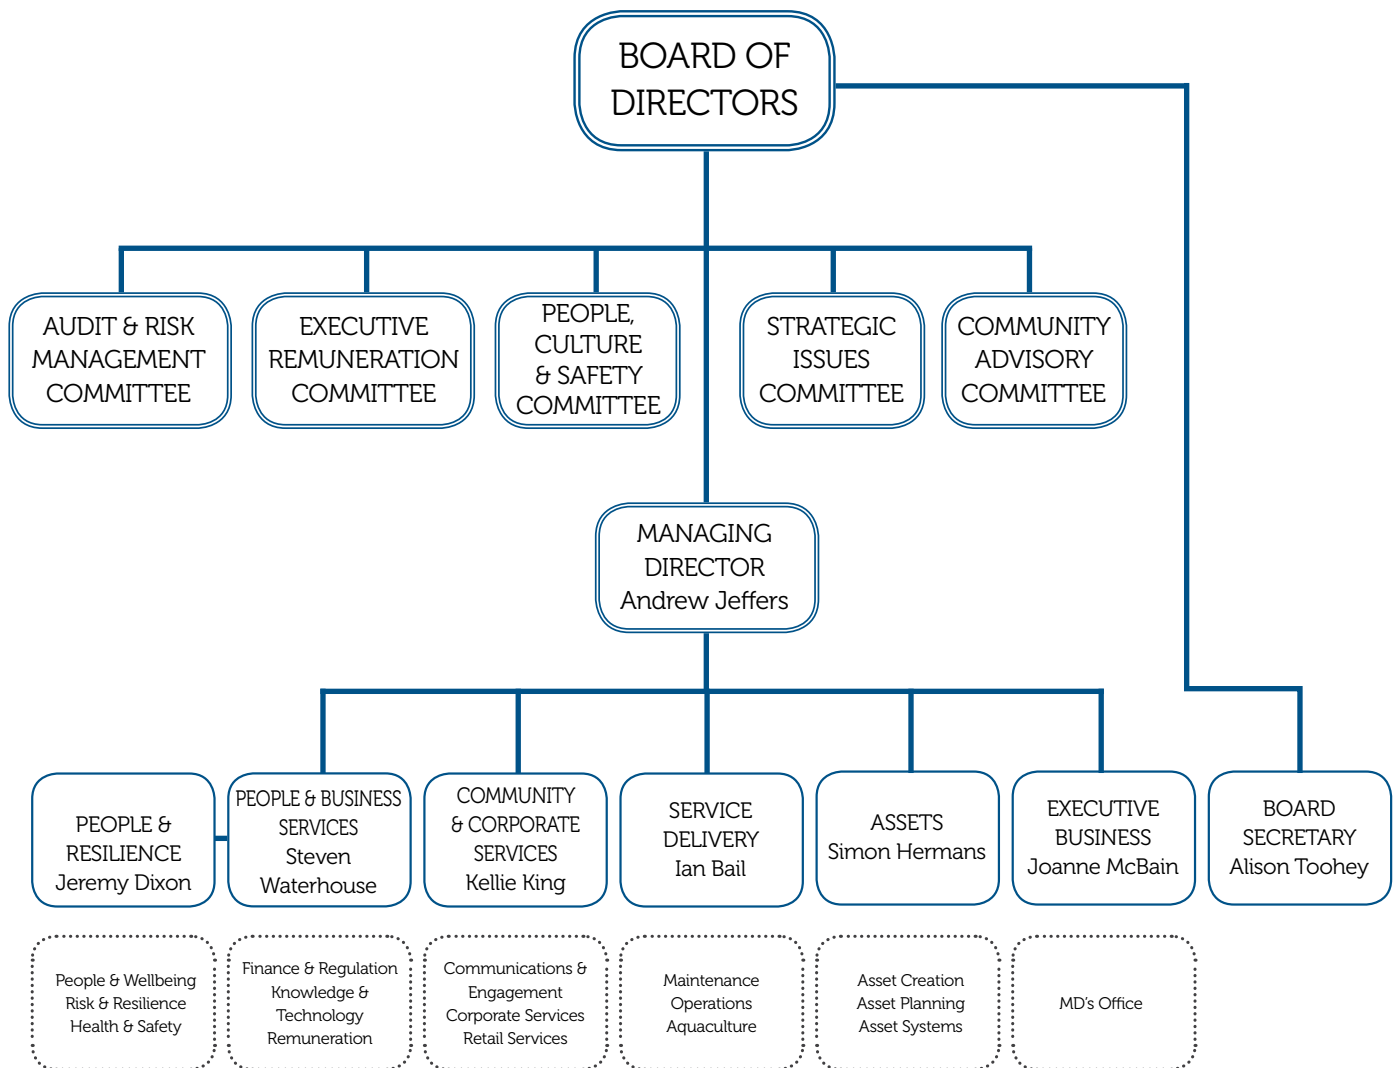 BOARD OF
DIRECTORS
AUDIT & RISK
MANAGEMENT
COMMITTEE
EXECUTIVE
REMUNERATION
COMMITTEE
PEOPLE,
CULTURE
& SAFETY
COMMITTEE
STRATEGIC
ISSUES
COMMITTEE
COMMUNITY
ADVISORY
COMMITTEE
MANAGING
DIRECTOR
Andrew Jeffers
PEOPLE &
RESILIENCE
Jeremy Dixon
PEOPLE & BUSINESS
SERVICES
Steven
Waterhouse
COMMUNITY
& CORPORATE
SERVICES
Kellie King
SERVICE
DELIVERY
Ian Bail
ASSETS
Simon Hermans
EXECUTIVE
BUSINESS
Joanne McBain
BOARD
SECRETARY
Alison Toohey
People & Wellbeing
Risk & Resilience
Health & Safety
Finance & Regulation
Knowledge &
Technology
Remuneration
Communications &
Engagement
Corporate Services
Retail Services
Maintenance
Operations
Aquaculture
Asset Creation
Asset Planning
Asset Systems
MD's Office